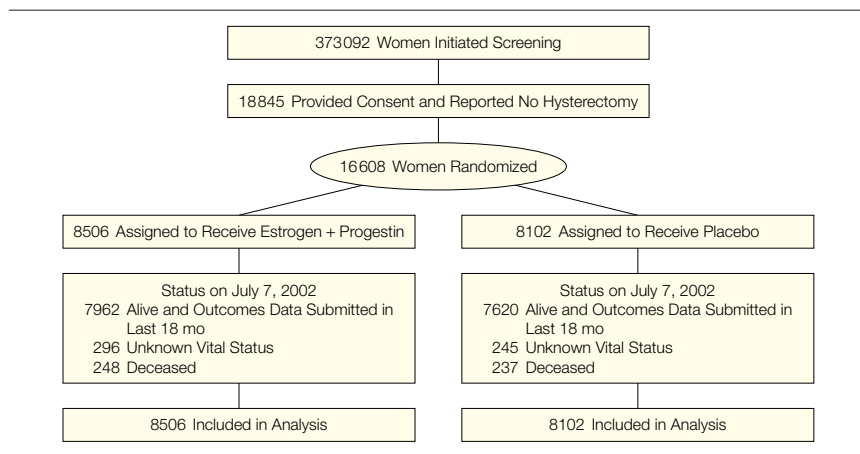 373092 Women Initiated Screening
18845 Provided Consent and Reported No Hysterectomy
16608 Women Randomized
8506 Assigned to Receive Estrogen + Progestin
8102 Assigned to Receive Placebo
Status on July 7, 2002
7962 Alive and Outcomes Data Submitted in
Last 18 mo
296 Unknown Vital Status
248 Deceased
Status on July 7, 2002
7620 Alive and Outcomes Data Submitted in
Last 18 mo
245 Unknown Vital Status
237 Deceased
8506 Included in Analysis
8102 Included in Analysis